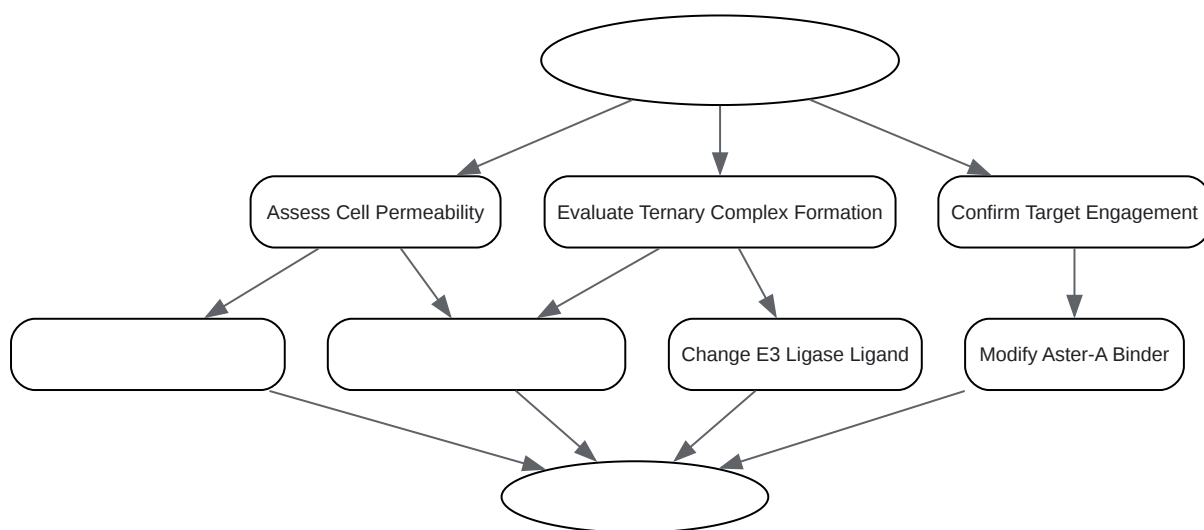 Assess Cell Permeability
Evaluate Ternary Complex Formation
Confirm Target Engagement
Change E3 Ligase Ligand
Modify Aster-A Binder